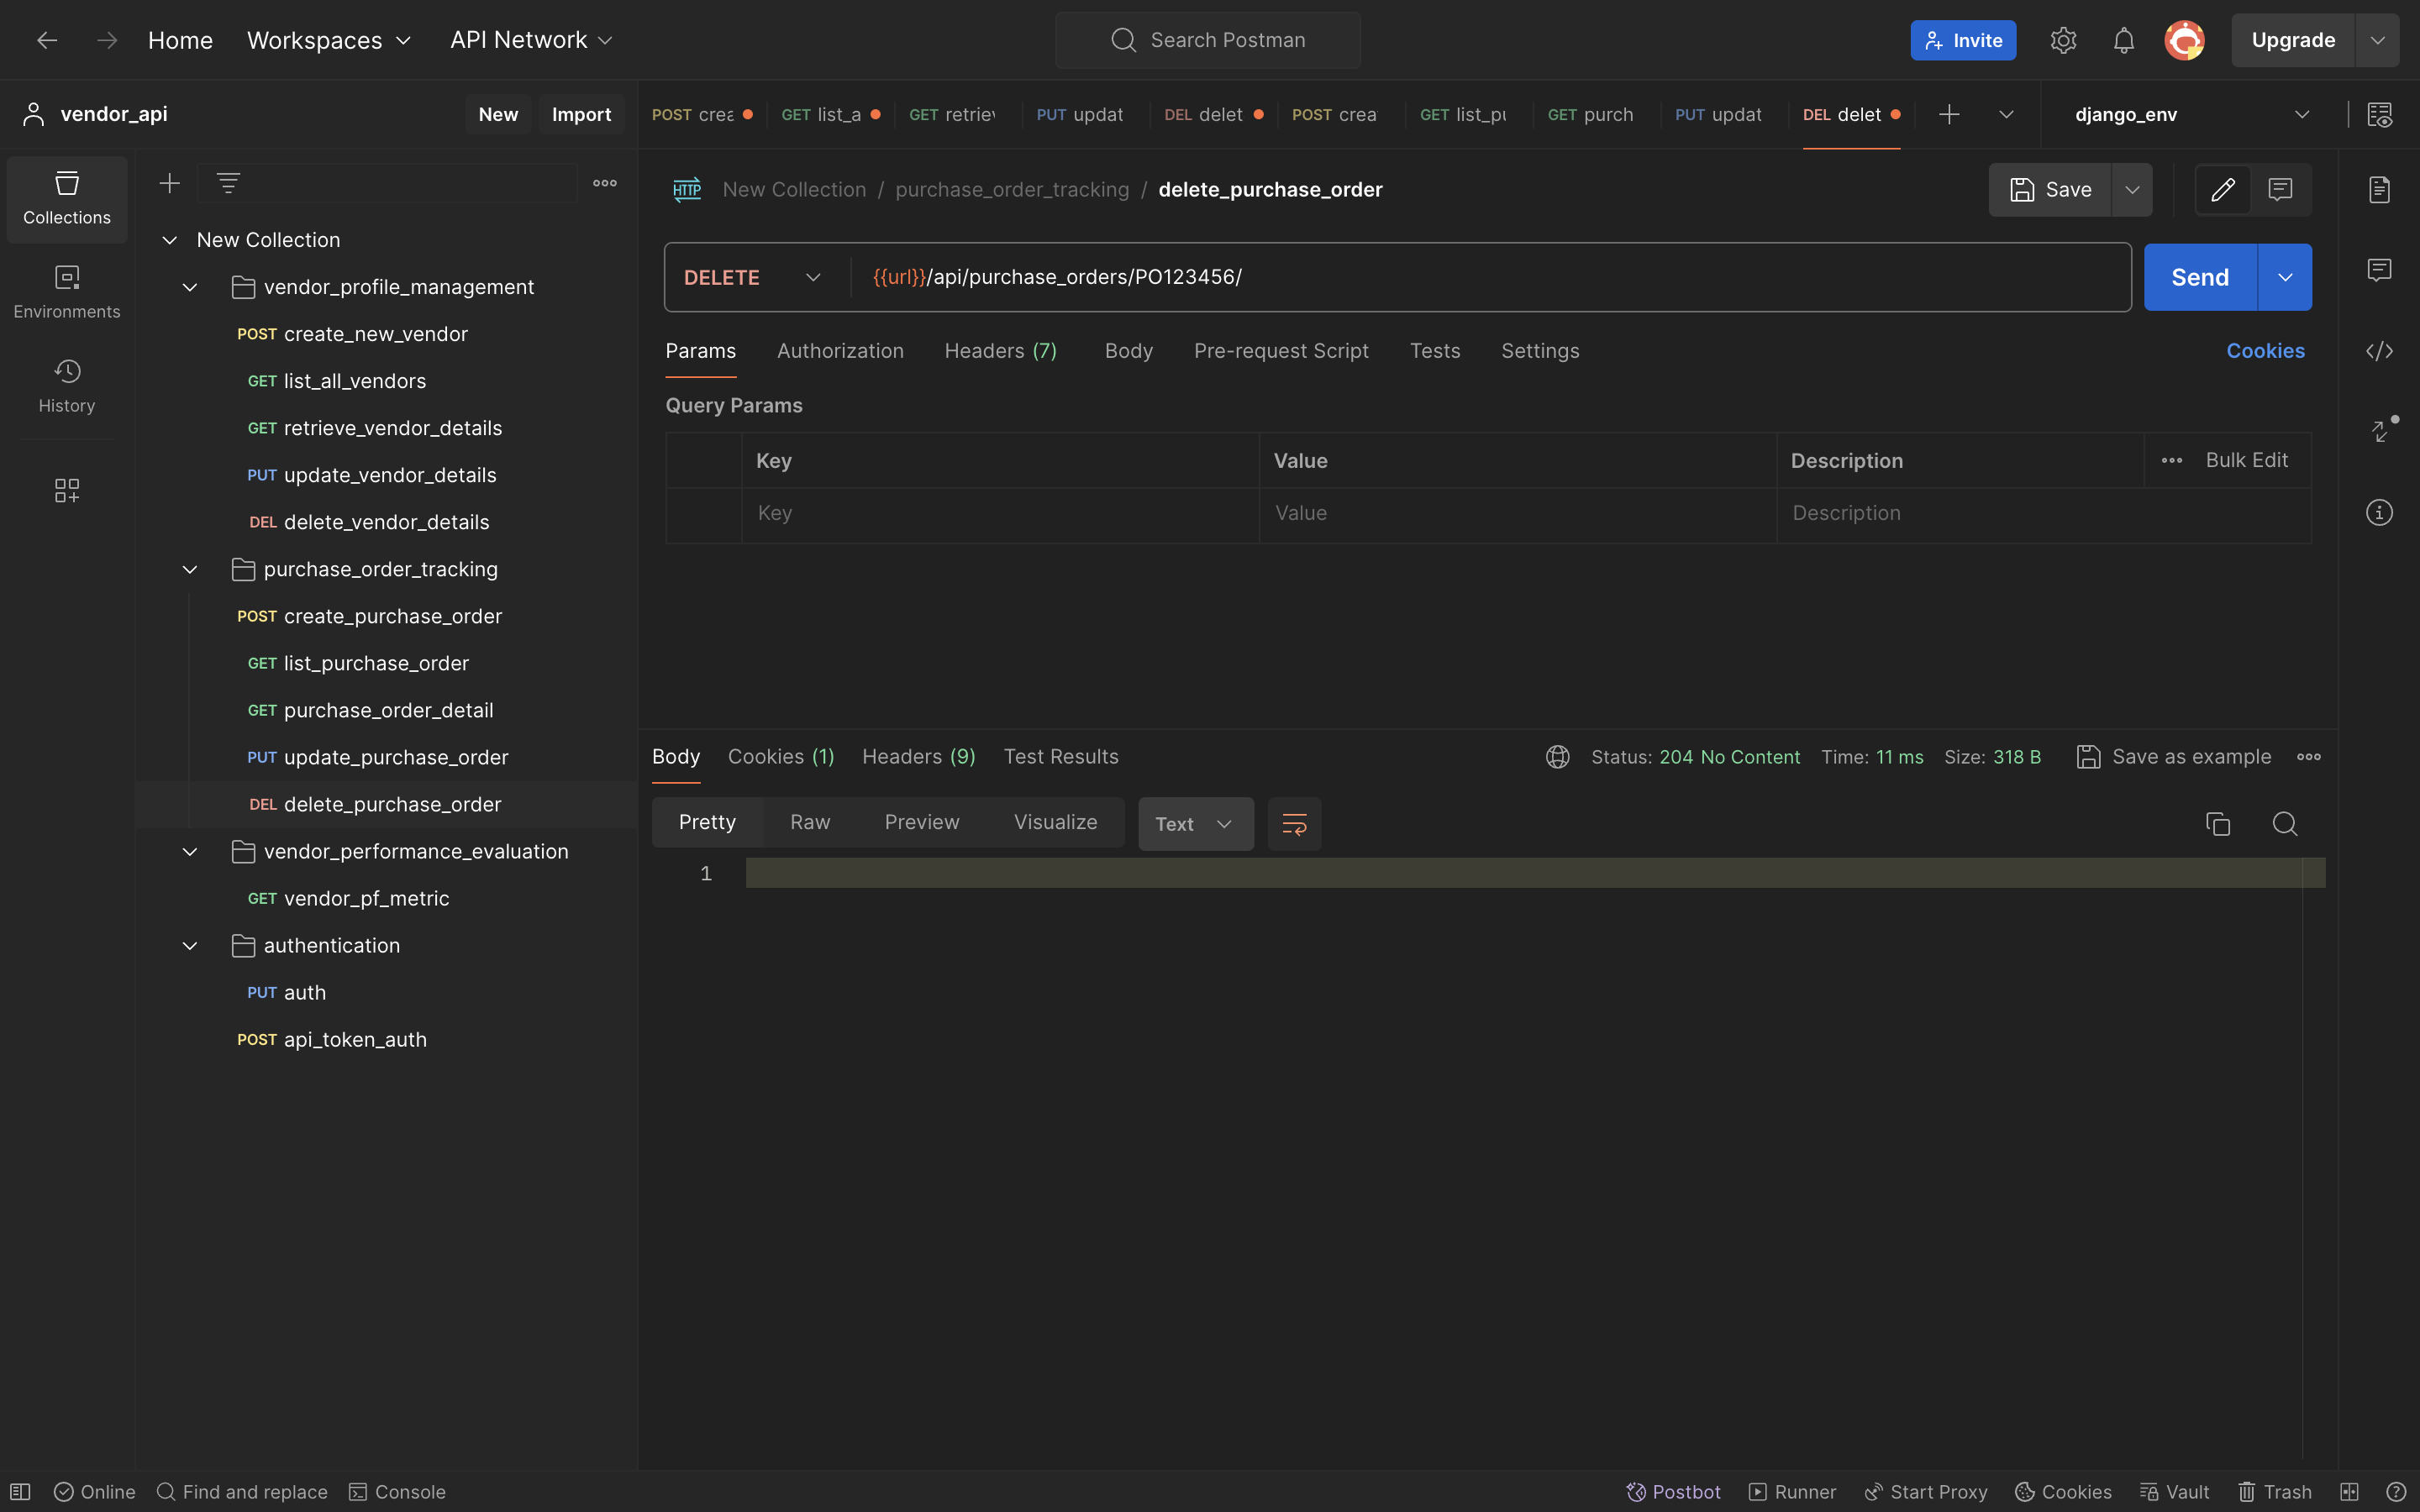 Home Workspaces API Network Search Postman Invite Upgrade
vendor_api New Import POST crea GET list_a GET retriev PUT updat DEL delet POST crea GET list_pu GET purch PUT updat DEL delet django_env
Collections
Environments
History
New Collection
vendor_profile_management
POST create_new_vendor
GET list_all_vendors
GET retrieve_vendor_details
PUT update_vendor_details
DEL delete_vendor_details
purchase_order_tracking
POST create_purchase_order
GET list_purchase_order
GET purchase_order_detail
PUT update_purchase_order
DEL delete_purchase_order
vendor_performance_evaluation
GET vendor_pf_metric
authentication
PUT auth
POST api_token_auth
HTTP New Collection / purchase_order_tracking / delete_purchase_order Save
DELETE {{url}}/api/purchase_orders/PO123456/ Send
Params Authorization Headers (7) Body Pre-request Script Tests Settings Cookies
Query Params
Key Value Description Bulk Edit
Key Value Description
Body Cookies (1) Headers (9) Test Results Status: 204 No Content Time: 11 ms Size: 318 B Save as example
Pretty Raw Preview Visualize Text
1
Online Find and replace Console Postbot Runner Start Proxy Cookies Vault Trash